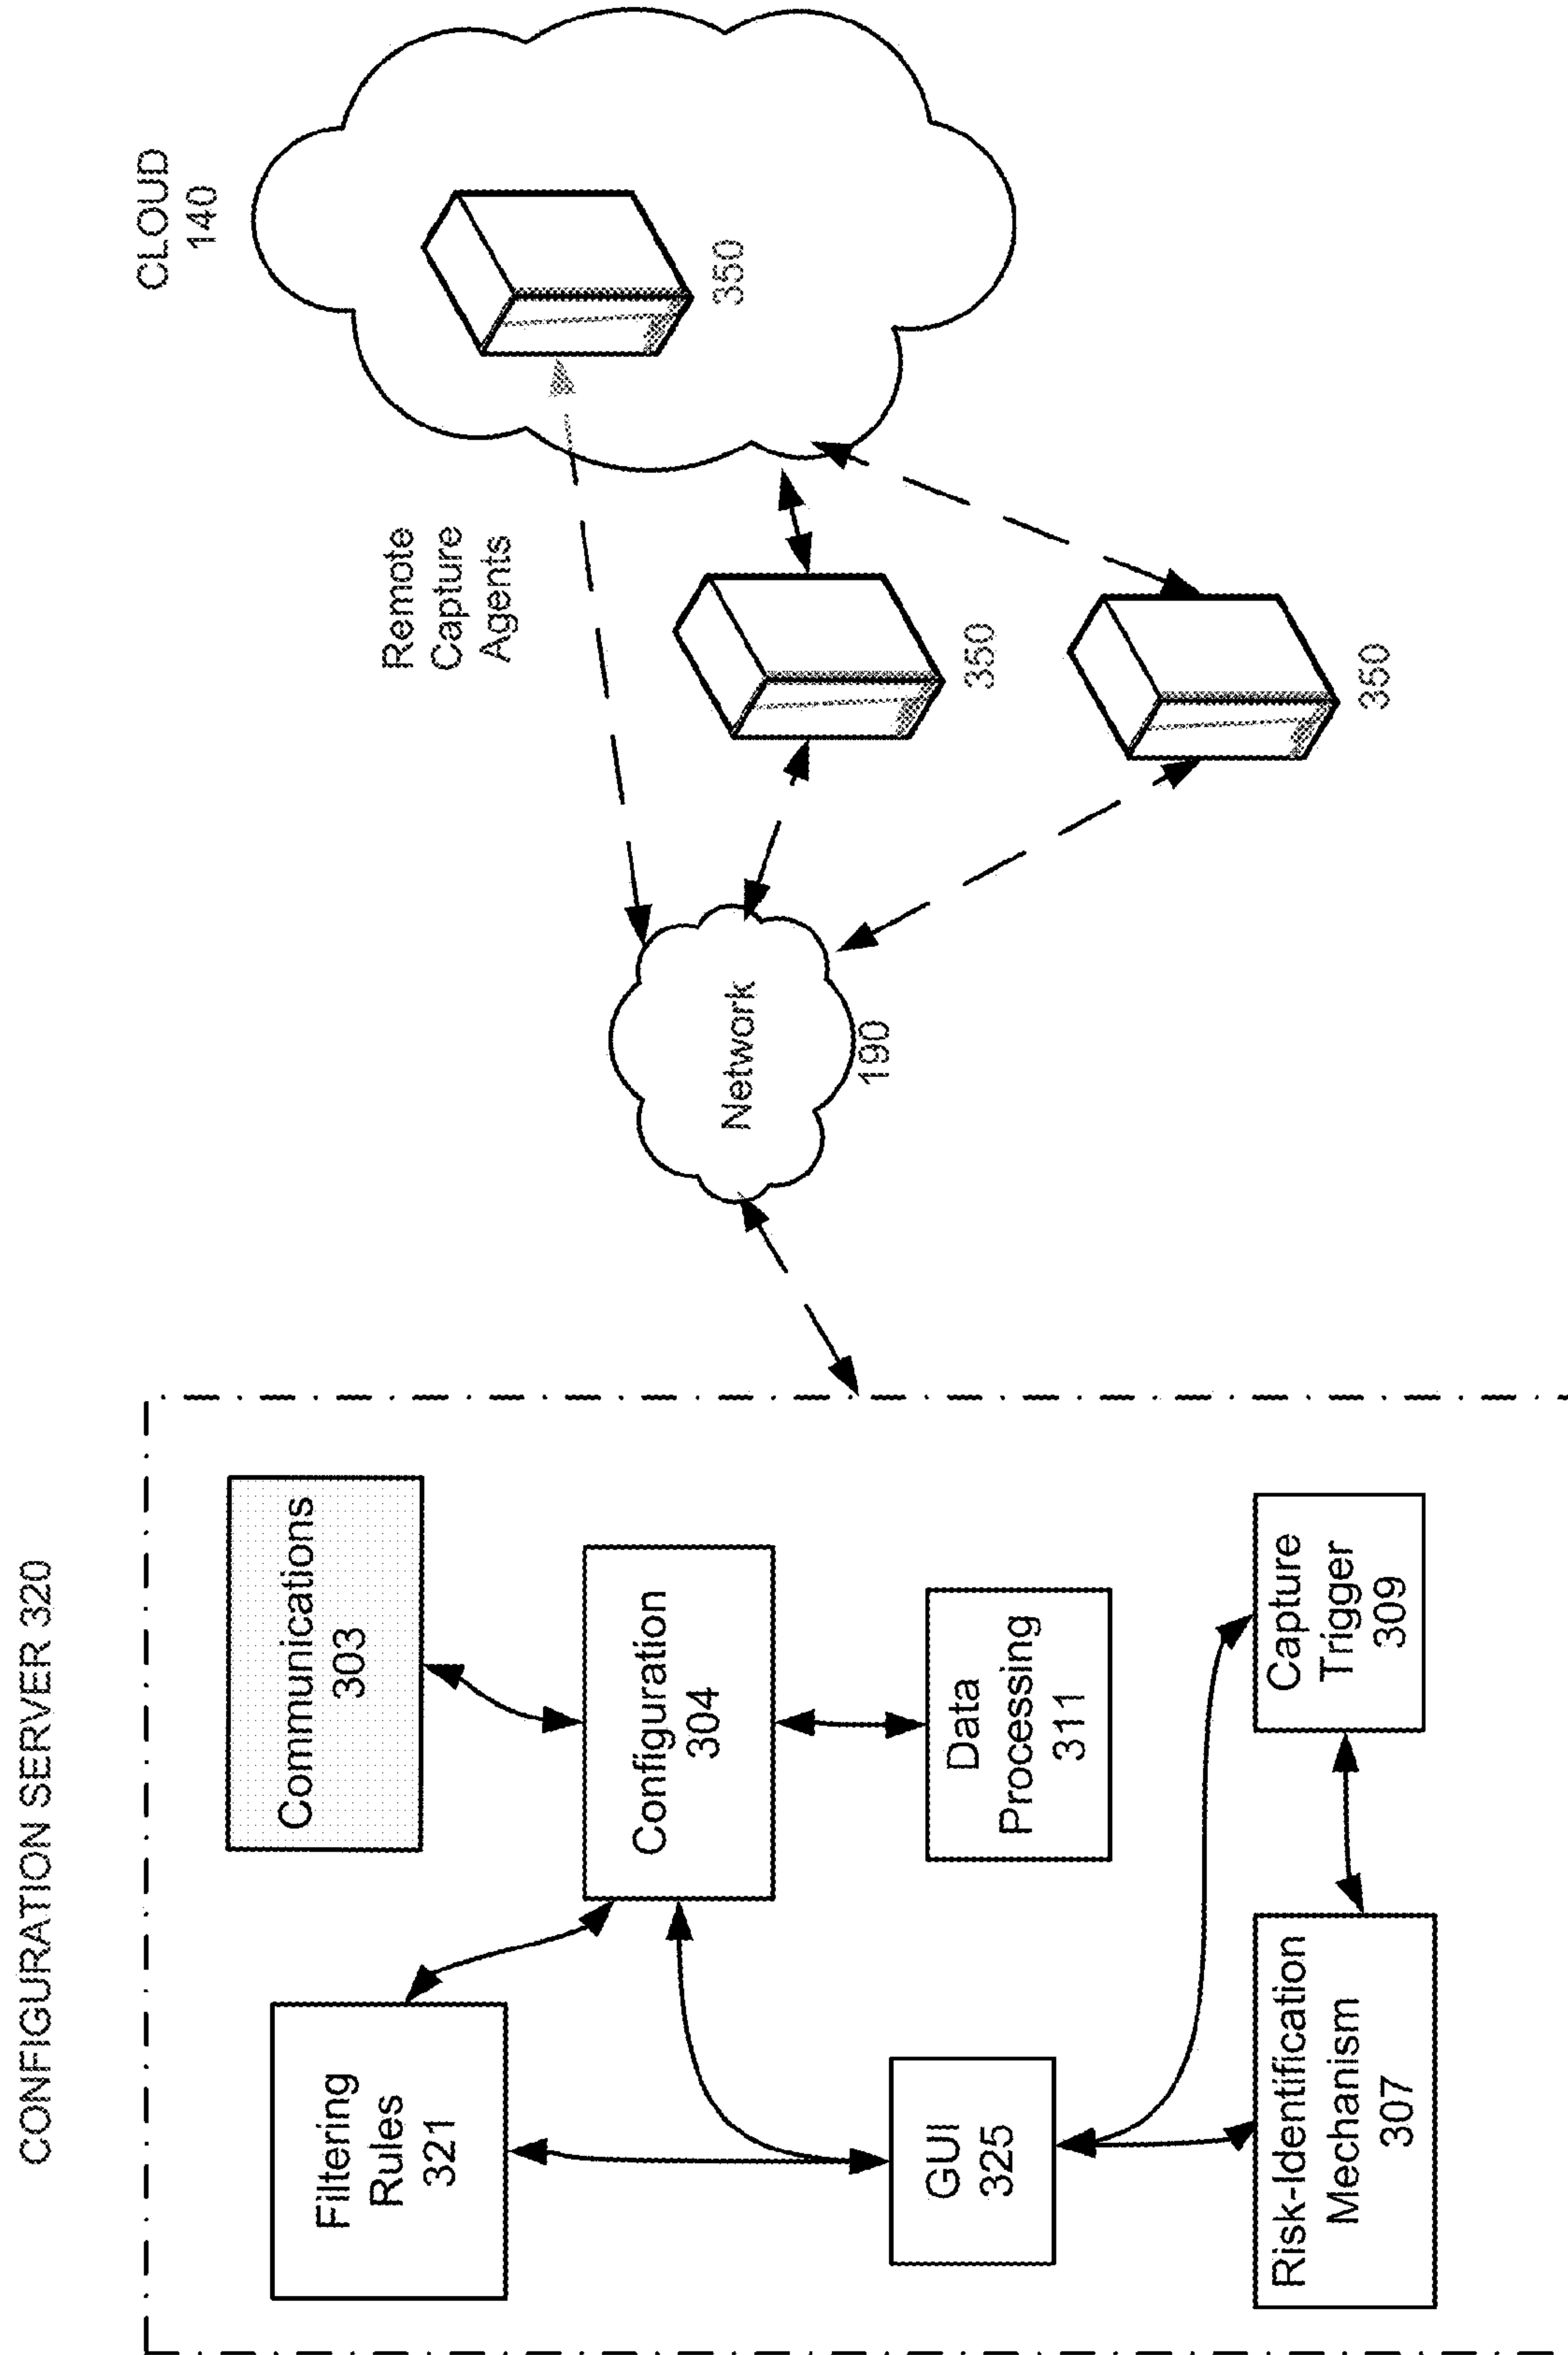 CONFIGURATION SERVER 320
Filtering
Rules
321
Communications
303
Configuration
304
GUI
325
Data
Processing
311
Risk-Identification
Mechanism
307
Capture
Trigger
309
Network
190
Remote
Capture
Agents
CLOUD
140
350
350
350